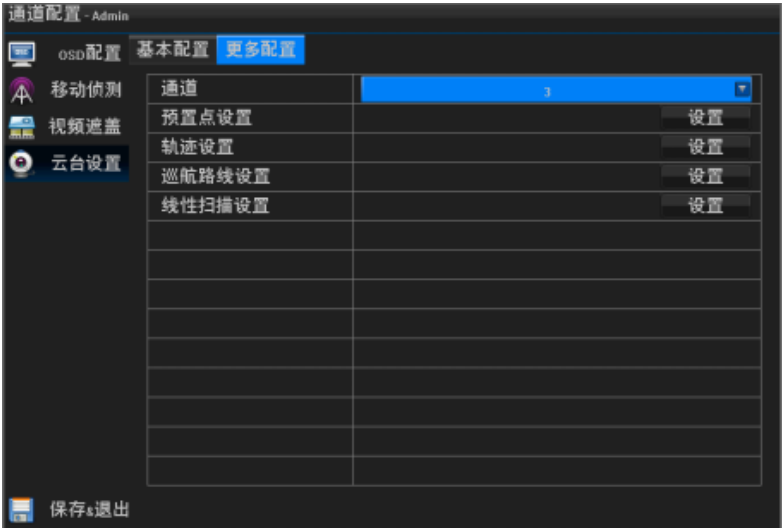 通道配置 - Admin
OSD配置 基本配置 更多配置
移动侦测
视频遮盖
云台设置
通道 3
预置点设置 设置
轨迹设置 设置
巡航路线设置 设置
线性扫描设置 设置
保存&退出